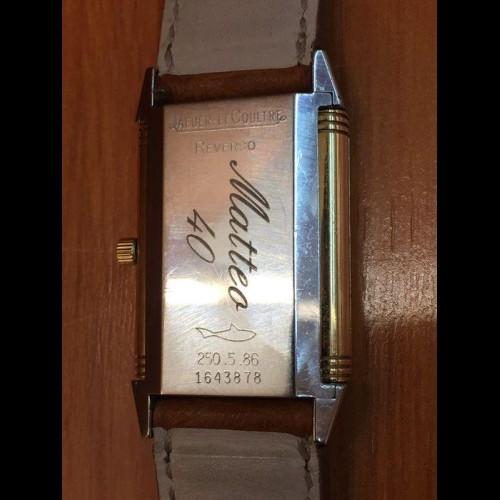 JAEGER-LECOULTRE
REVERSO
Matteo
40
250.5.86
1643878